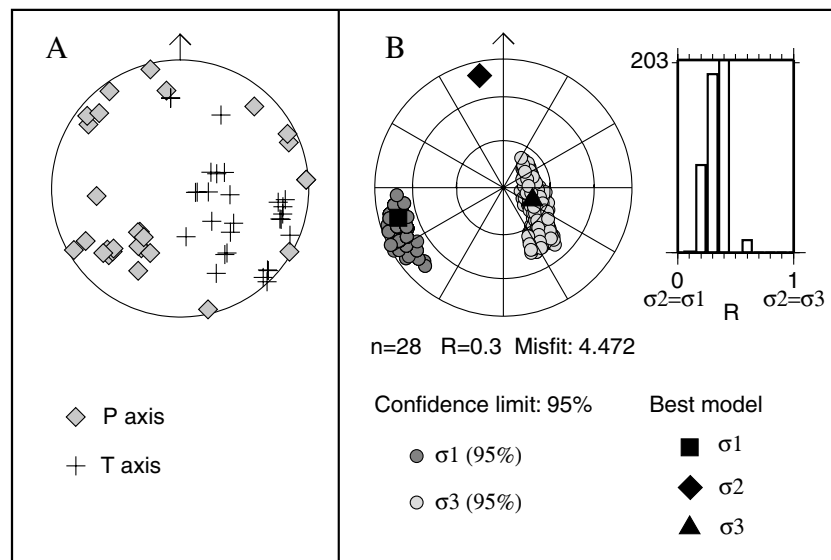 A
P axis
T axis
B
203
0 1
σ2=σ1 σ2=σ3
R
n=28 R=0.3 Misfit: 4.472
Confidence limit: 95% Best model
σ1 (95%) σ1
σ2
σ3 (95%) σ3